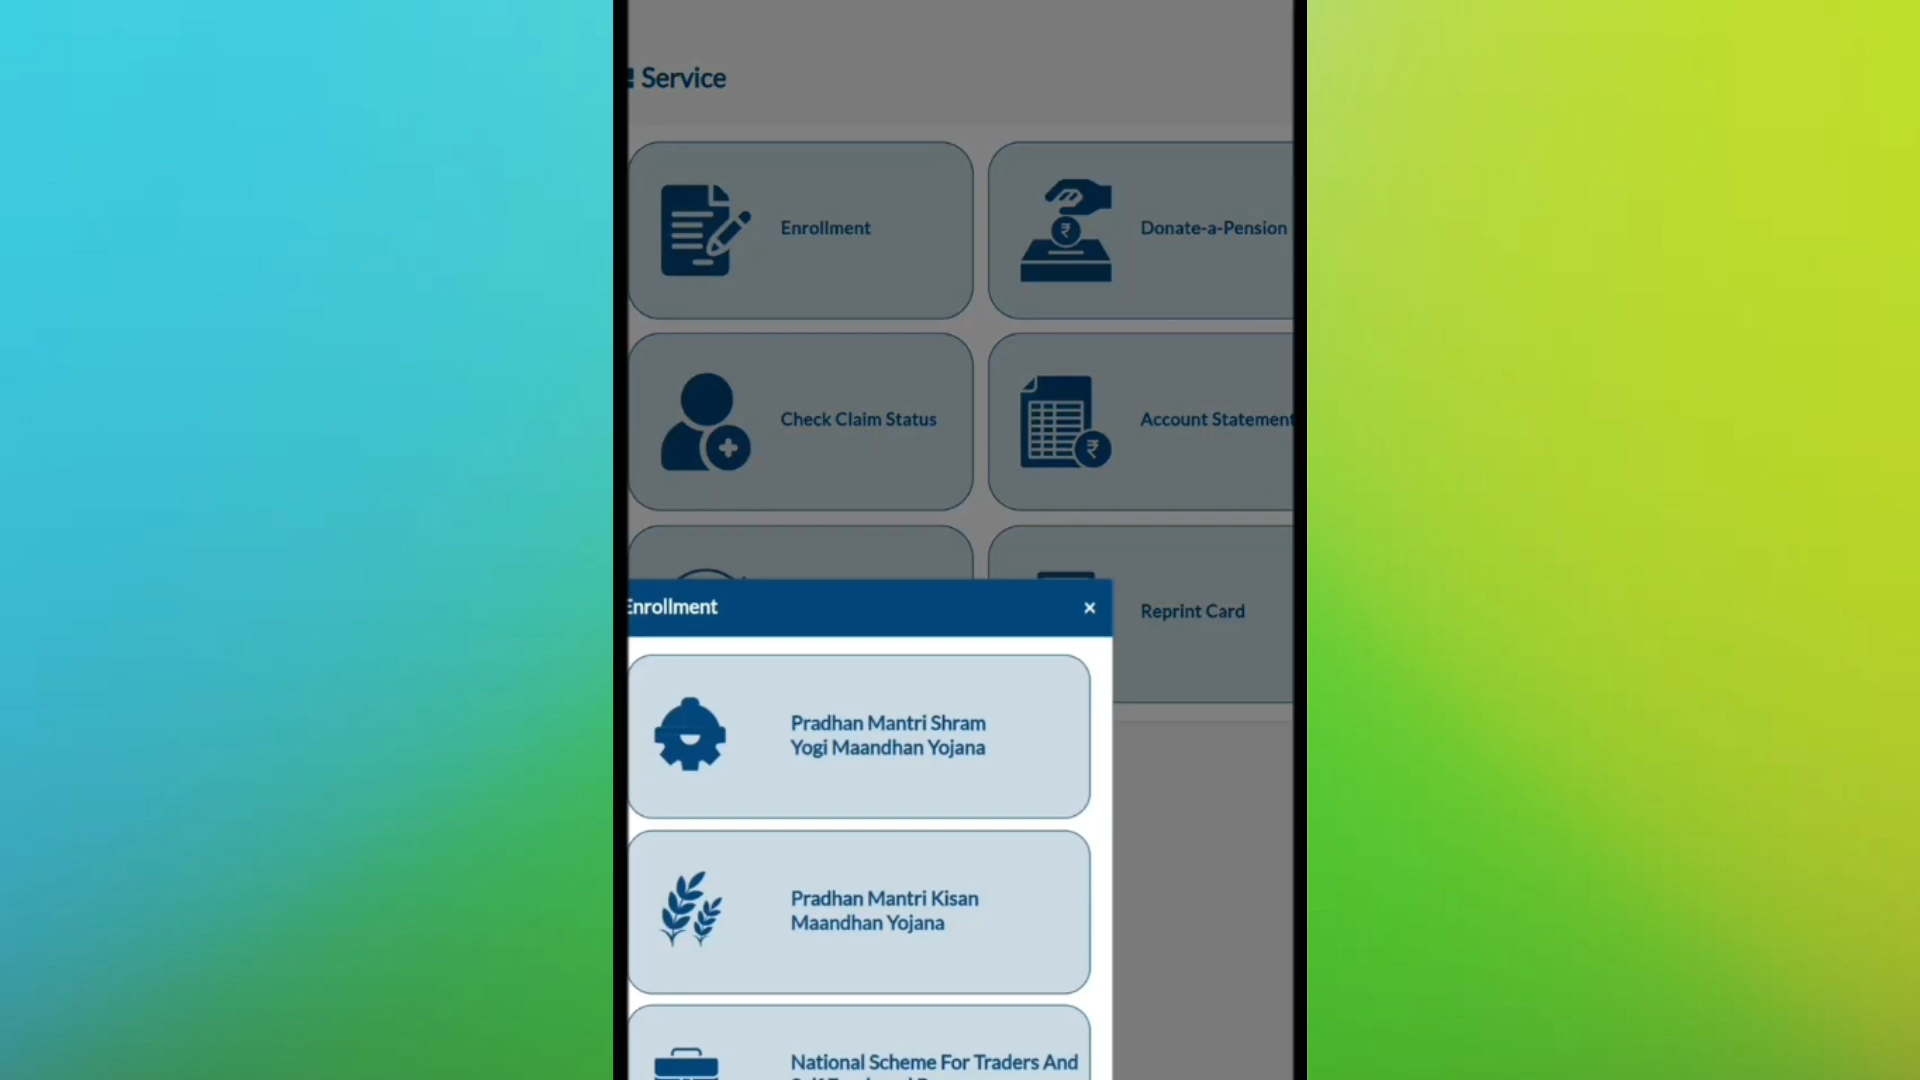 Service
Enrollment
Donate-a-Pension
Check Claim Status
Account Statement
Reprint Card
Enrollment
×
Pradhan Mantri Shram
Yogi Maandhan Yojana
Pradhan Mantri Kisan
Maandhan Yojana
National Scheme For Traders And